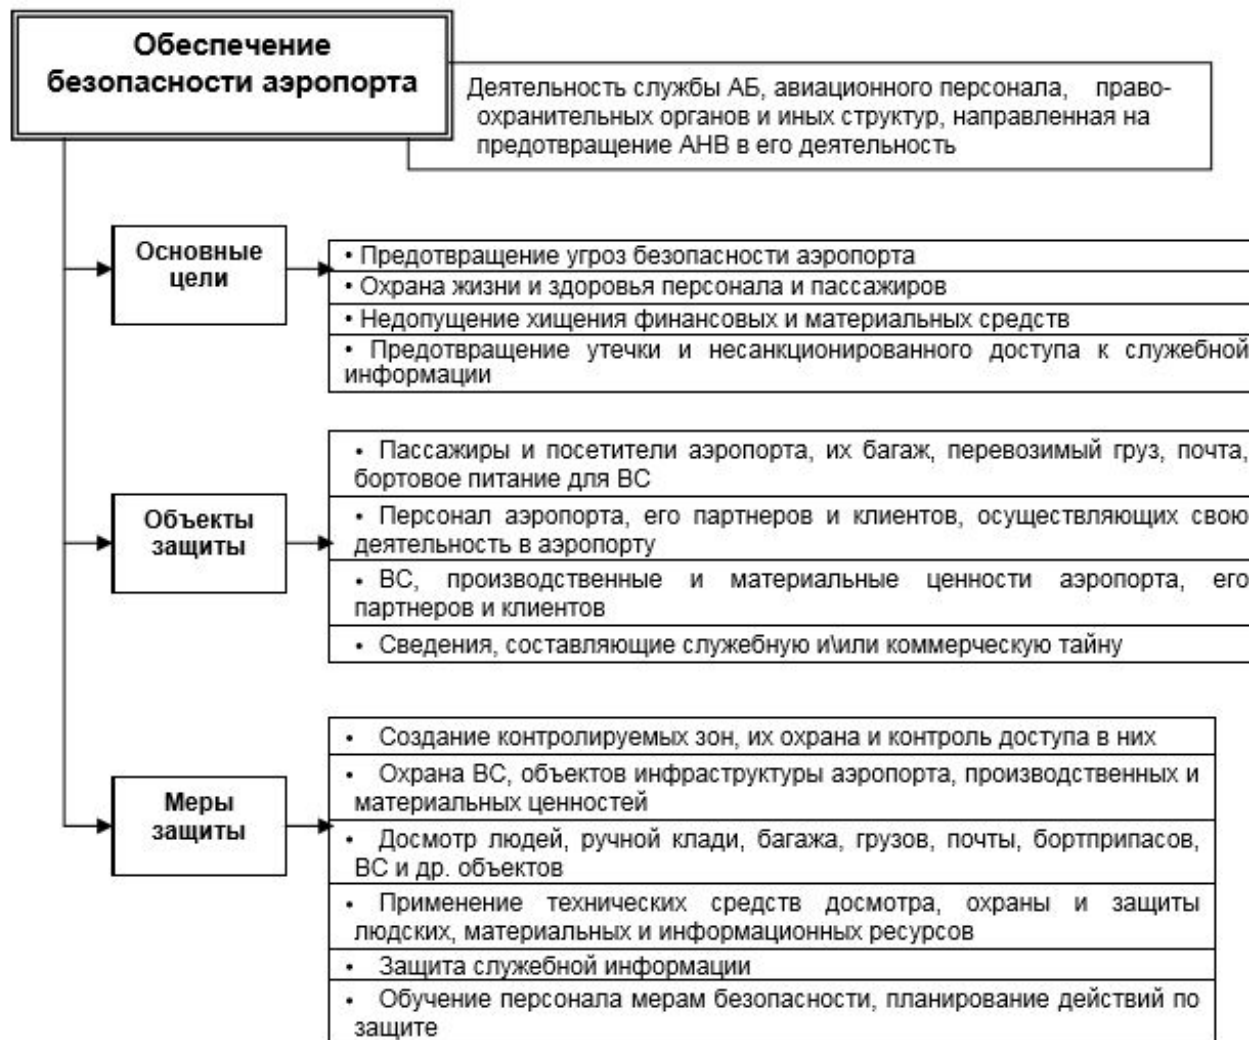 Обеспечение
безопасности аэропорта
Деятельность службы АБ, авиационного персонала, право-
охранительных органов и иных структур, направленная на
предотвращение АНВ в его деятельность
Основные
цели
• Предотвращение угроз безопасности аэропорта
• Охрана жизни и здоровья персонала и пассажиров
• Недопущение хищения финансовых и материальных средств
• Предотвращение утечки и несанкционированного доступа к служебной
информации
Объекты
защиты
• Пассажиры и посетители аэропорта, их багаж, перевозимый груз, почта,
бортовое питание для ВС
• Персонал аэропорта, его партнеров и клиентов, осуществляющих свою
деятельность в аэропорту
• ВС, производственные и материальные ценности аэропорта, его
партнеров и клиентов
• Сведения, составляющие служебную и\или коммерческую тайну
Меры
защиты
• Создание контролируемых зон, их охрана и контроль доступа в них
• Охрана ВС, объектов инфраструктуры аэропорта, производственных и
материальных ценностей
• Досмотр людей, ручной клади, багажа, грузов, почты, бортприпасов,
ВС и др. объектов
• Применение технических средств досмотра, охраны и защиты
людских, материальных и информационных ресурсов
• Защита служебной информации
• Обучение персонала мерам безопасности, планирование действий по
защите